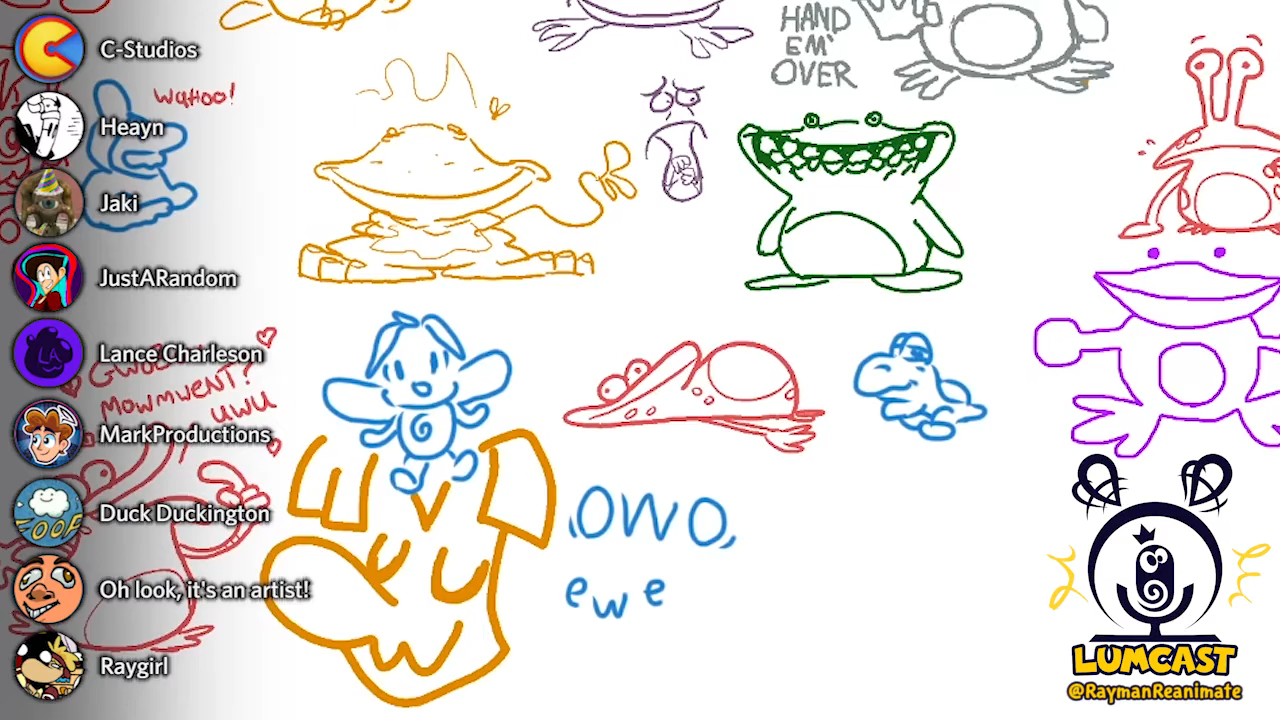 C-Studios
Heayn
Jaki
JustARandom
Lance Charleson
MarkProductions
Duck Duckington
Oh look, it's an artist!
Raygirl
WAHOO!
MOWMWENT?
UWU
HAND
EM'
OVER
OWO,
ewe
LUMCAST
@RaymanReanimate